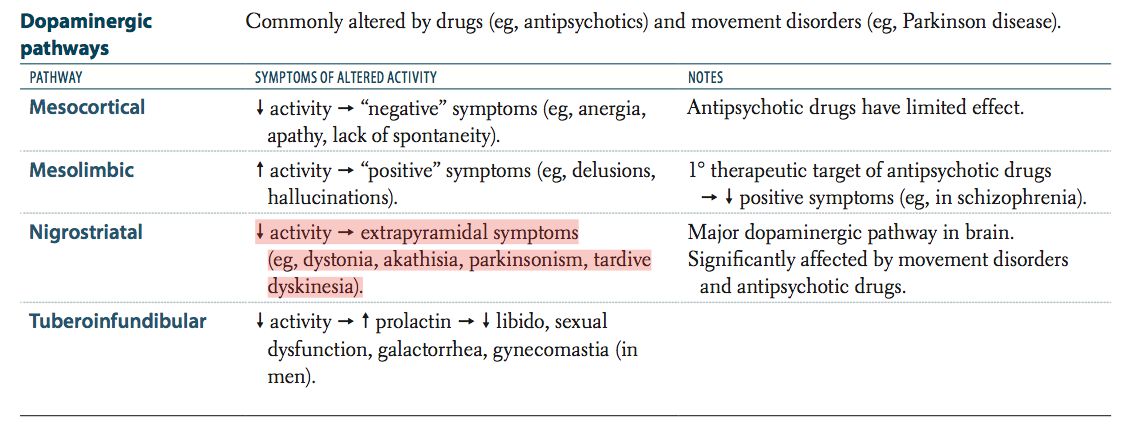 Dopaminergic pathways
Commonly altered by drugs (eg, antipsychotics) and movement disorders (eg, Parkinson disease).
PATHWAY SYMPTOMS OF ALTERED ACTIVITY NOTES
Mesocortical
↓ activity → “negative” symptoms (eg, anergia,
apathy, lack of spontaneity).
Antipsychotic drugs have limited effect.
Mesolimbic
↑ activity → “positive” symptoms (eg, delusions,
hallucinations).
1° therapeutic target of antipsychotic drugs
→ ↓ positive symptoms (eg, in schizophrenia).
Nigrostriatal
↓ activity → extrapyramidal symptoms
(eg, dystonia, akathisia, parkinsonism, tardive
dyskinesia).
Major dopaminergic pathway in brain.
Significantly affected by movement disorders
and antipsychotic drugs.
Tuberoinfundibular
↓ activity → ↑ prolactin → ↓ libido, sexual
dysfunction, galactorrhea, gynecomastia (in
men).